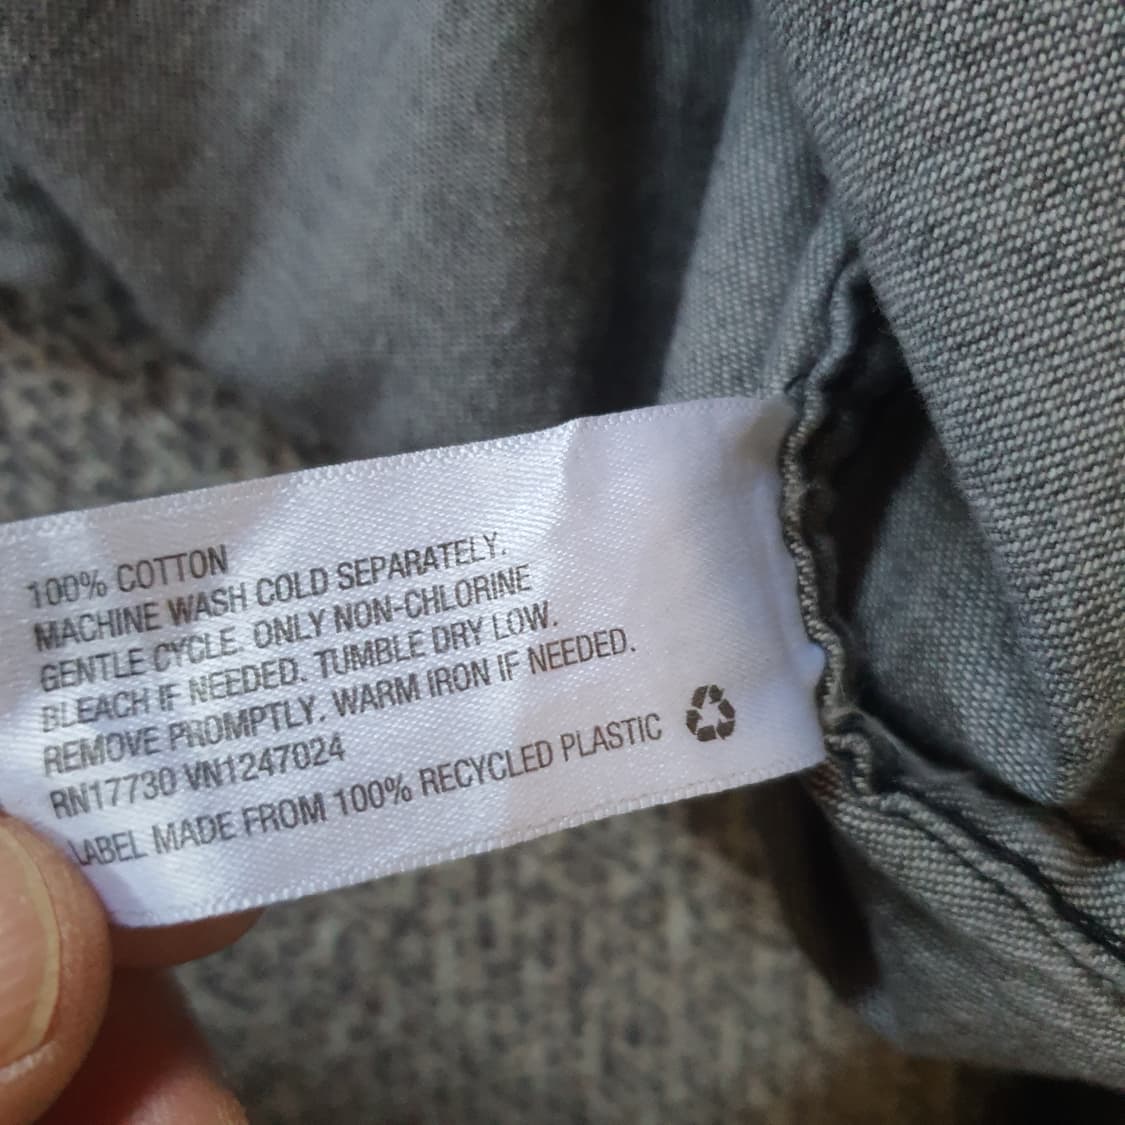 100% COTTON
MACHINE WASH COLD SEPARATELY.
GENTLE CYCLE. ONLY NON-CHLORINE
BLEACH IF NEEDED. TUMBLE DRY LOW.
REMOVE PROMPTLY. WARM IRON IF NEEDED.
RN17730 VN1247024
LABEL MADE FROM 100% RECYCLED PLASTIC